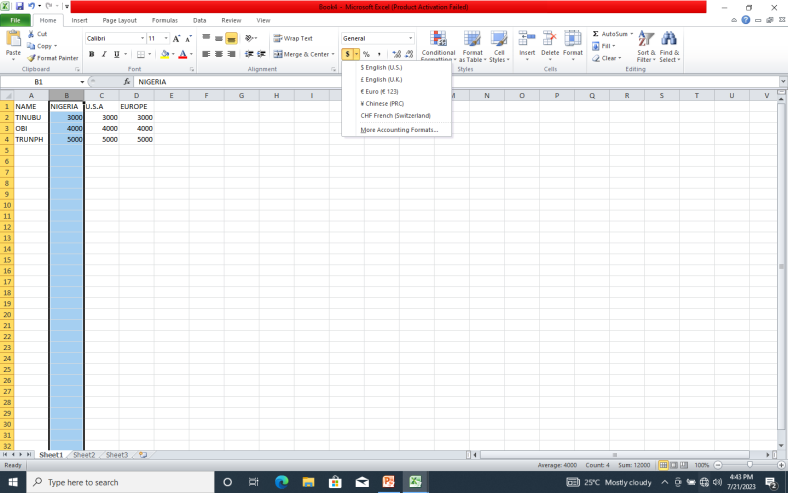 Book4 - Microsoft Excel (Product Activation Failed)
File Home Insert Page Layout Formulas Data Review View
Paste
Cut
Copy
Format Painter
Clipboard
Calibri 11
B I U
Font
Wrap Text
Merge & Center
Alignment
General
$ % ,
Conditional Formatting
Format as Table
Cell Styles
Styles
Insert Delete Format
Cells
AutoSum
Fill
Clear
Sort & Filter
Find & Select
Editing
$ English (U.S.)
£ English (U.K.)
€ Euro (€ 123)
¥ Chinese (PRC)
CHF French (Switzerland)
More Accounting Formats...
B1 fx NIGERIA
A B C D E F G H I M N O P Q R S T U V
1 NAME NIGERIA U.S.A EUROPE
2 TINUBU 3000 3000 3000
3 OBI 4000 4000 4000
4 TRUNPH 5000 5000 5000
5
6
7
8
9
10
11
12
13
14
15
16
17
18
19
20
21
22
23
24
25
26
27
28
29
30
31
32
Sheet1 Sheet2 Sheet3
Ready Average: 4000 Count: 4 Sum: 12000 100%
Type here to search 25°C Mostly cloudy 4:43 PM
7/21/2023